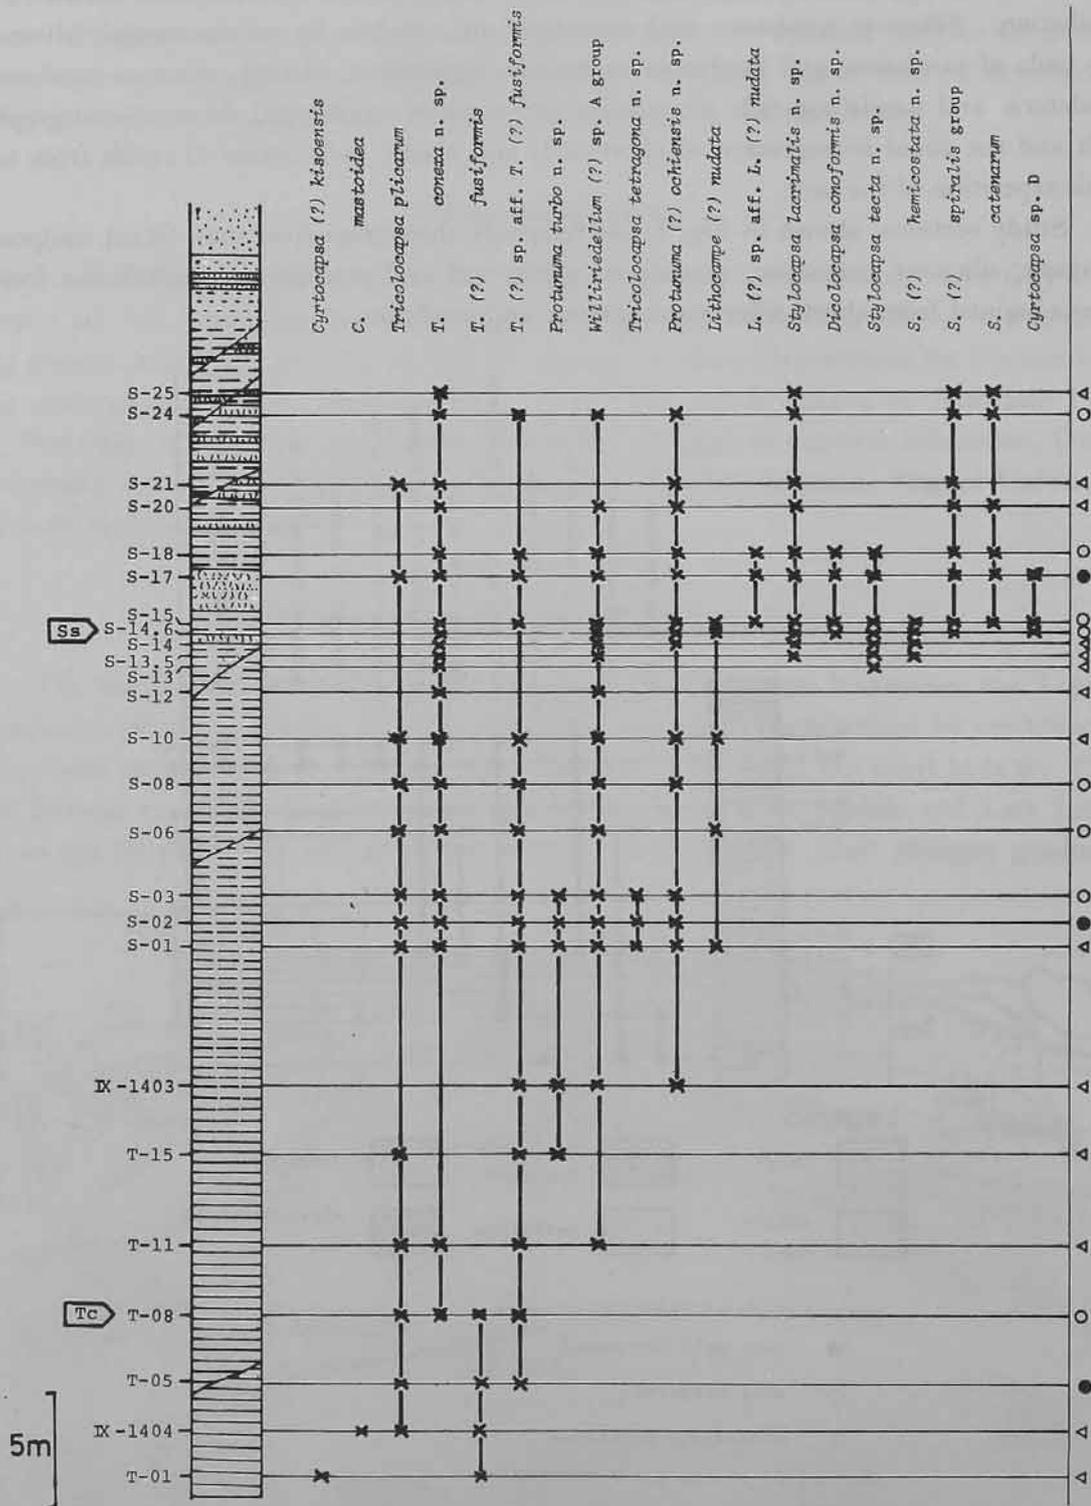 Cyrtocapsa (?) kisoensis
C. mastoidea
Tricolocapsa plicarum
T. conexa n. sp.
T. (?) fusiformis
T. (?) sp. aff. T. (?) fusiformis
Protunuma turbo n. sp.
Williriedellum (?) sp. A group
Tricolocapsa tetragona n. sp.
Protunuma (?) ochiensis n. sp.
Lithocampe (?) nudata
L. (?) sp. aff. L. (?) nudata
Stylocapsa lacrimalis n. sp.
Dicolocapsa conoformis n. sp.
Stylocapsa tecta n. sp.
S. (?) hemicostata n. sp.
S. (?) spiralis group
S. catenarum
Cyrtocapsa sp. D
S-25
S-24
S-21
S-20
S-18
S-17
S-15
Ss S-14.6
S-14
S-13.5
S-13
S-12
S-10
S-08
S-06
S-03
S-02
S-01
IX-1403
T-15
T-11
Tc T-08
T-05
IX-1404
5m
T-01